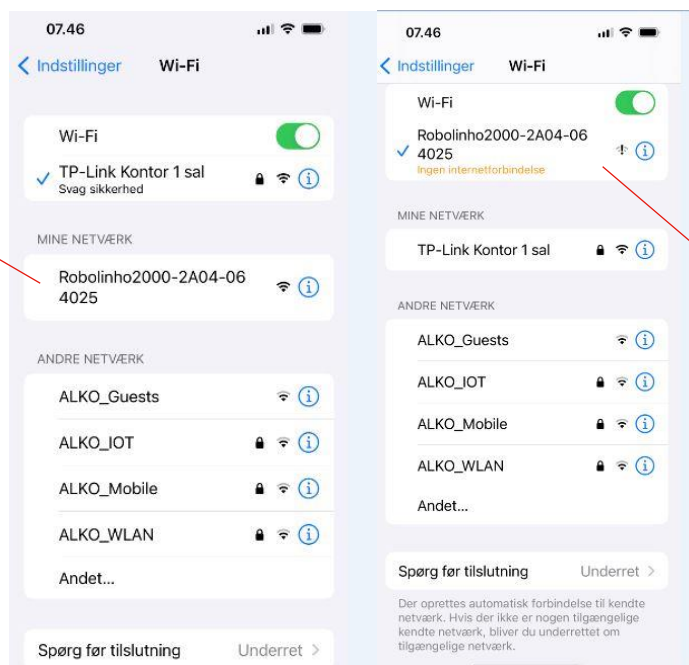 07.46
Indstillinger Wi-Fi
Wi-Fi
TP-Link Kontor 1 sal
Svag sikkerhed
MINE NETVÆRK
Robolinho2000-2A04-06
4025
ANDRE NETVÆRK
ALKO_Guests
ALKO_IOT
ALKO_Mobile
ALKO_WLAN
Andet...
Spørg før tilslutning Underret
07.46
Indstillinger Wi-Fi
Wi-Fi
Robolinho2000-2A04-06
4025
Ingen internetforbindelse
MINE NETVÆRK
TP-Link Kontor 1 sal
ANDRE NETVÆRK
ALKO_Guests
ALKO_IOT
ALKO_Mobile
ALKO_WLAN
Andet...
Spørg før tilslutning Underret
Der oprettes automatisk forbindelse til kendte
netværk. Hvis der ikke er nogen tilgængelige
kendte netværk, bliver du underrettet om
tilgængelige netværk.